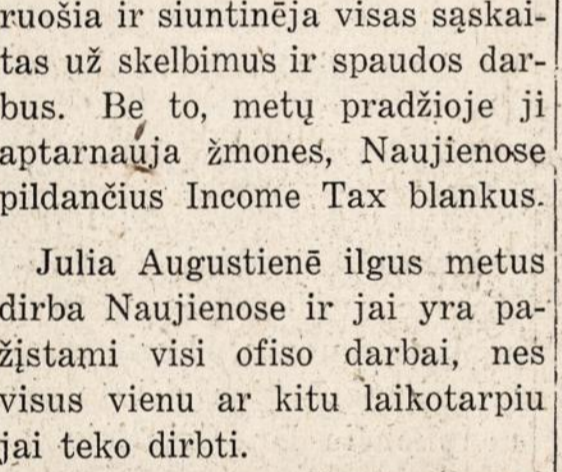 ruošia ir siuntinēja visas sąskai-
tas už skelbimus ir spaudos dar-
bus. Be to, metų pradžioje ji
aptarnauja žmones, Naujienose
pildančius Income Tax blankus.
Julia Augustienē ilgus metus
dirba Naujienose ir jai yra pa-
žįstami visi ofiso darbai, nes
visus vienu ar kitu laikotarpiu
jai teko dirbti.